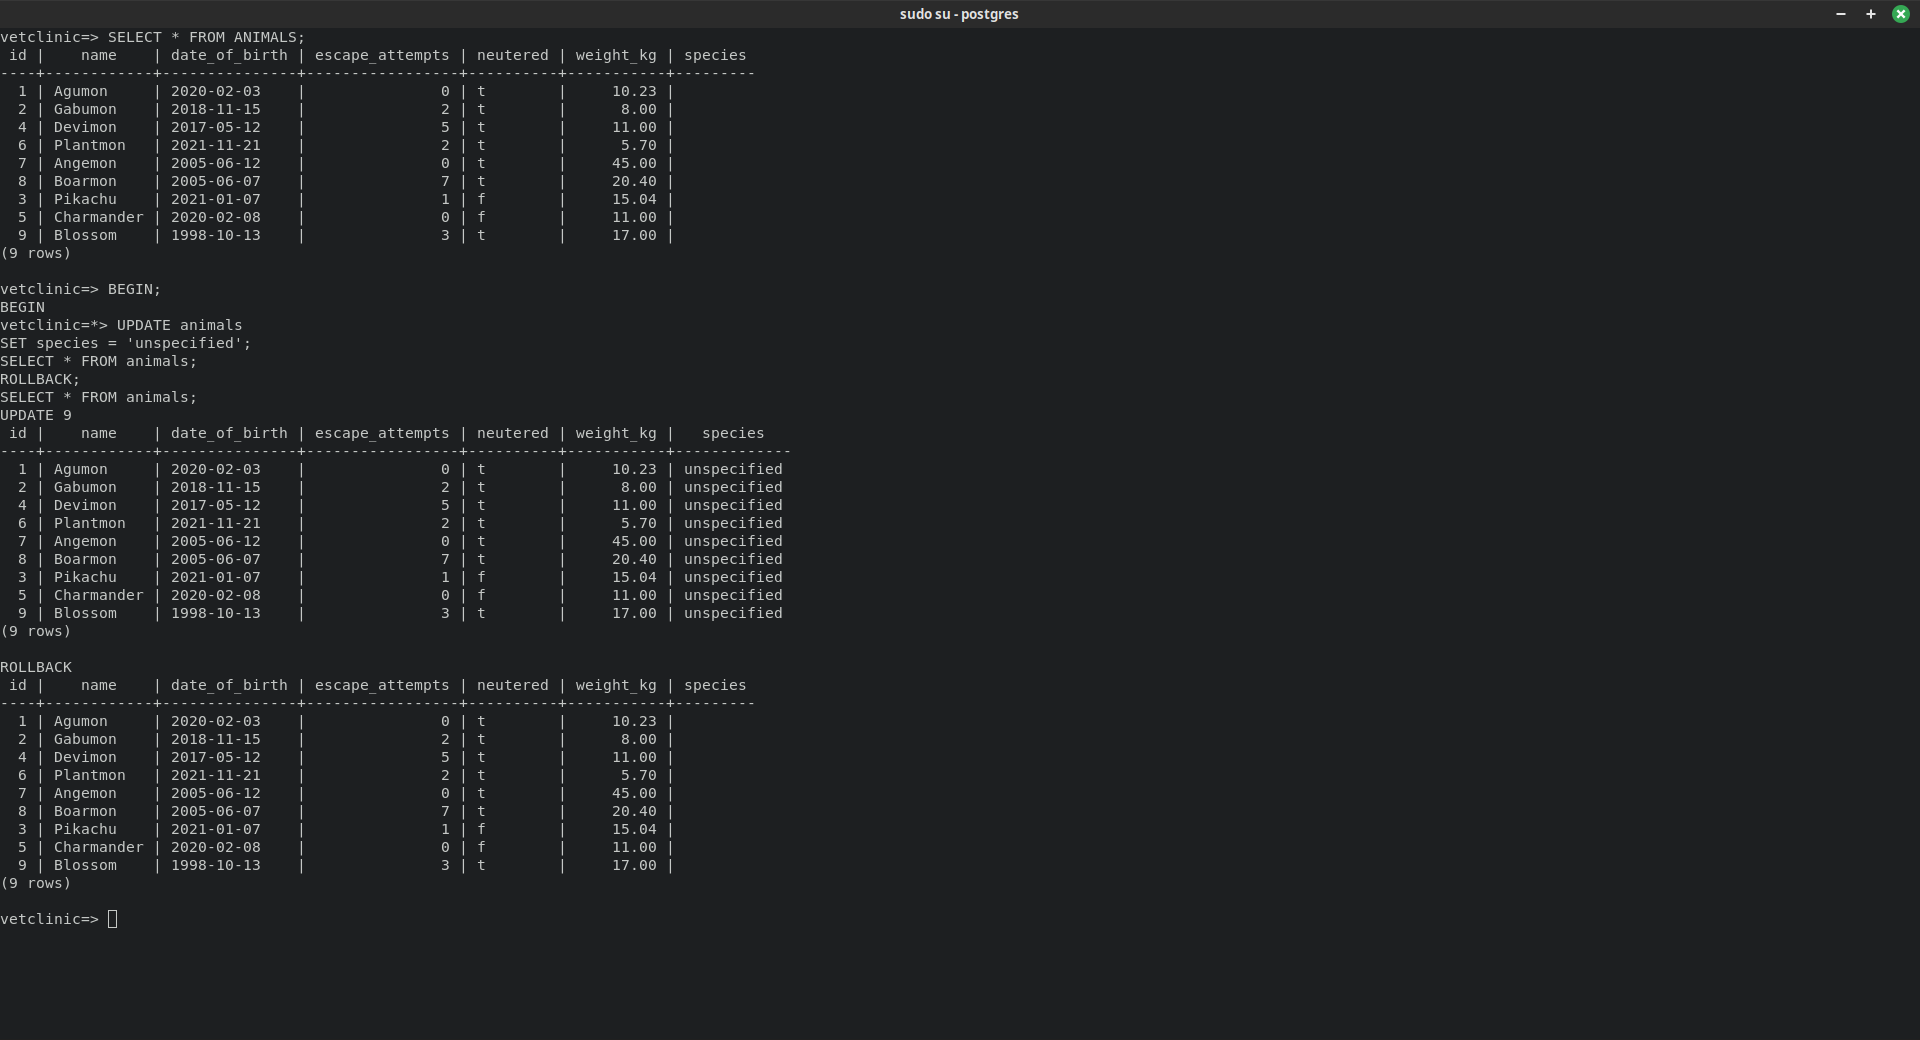 sudo su - postgres
vetclinic=> SELECT * FROM ANIMALS;
 id |    name    | date_of_birth | escape_attempts | neutered | weight_kg | species
----+------------+---------------+-----------------+----------+-----------+---------
  1 | Agumon     | 2020-02-03    |               0 | t        |     10.23 |
  2 | Gabumon    | 2018-11-15    |               2 | t        |      8.00 |
  4 | Devimon    | 2017-05-12    |               5 | t        |     11.00 |
  6 | Plantmon   | 2021-11-21    |               2 | t        |      5.70 |
  7 | Angemon    | 2005-06-12    |               0 | t        |     45.00 |
  8 | Boarmon    | 2005-06-07    |               7 | t        |     20.40 |
  3 | Pikachu    | 2021-01-07    |               1 | f        |     15.04 |
  5 | Charmander | 2020-02-08    |               0 | f        |     11.00 |
  9 | Blossom    | 1998-10-13    |               3 | t        |     17.00 |
(9 rows)
vetclinic=> BEGIN;
BEGIN
vetclinic=*> UPDATE animals
SET species = 'unspecified';
SELECT * FROM animals;
ROLLBACK;
SELECT * FROM animals;
UPDATE 9
 id |    name    | date_of_birth | escape_attempts | neutered | weight_kg |   species
----+------------+---------------+-----------------+----------+-----------+-------------
  1 | Agumon     | 2020-02-03    |               0 | t        |     10.23 | unspecified
  2 | Gabumon    | 2018-11-15    |               2 | t        |      8.00 | unspecified
  4 | Devimon    | 2017-05-12    |               5 | t        |     11.00 | unspecified
  6 | Plantmon   | 2021-11-21    |               2 | t        |      5.70 | unspecified
  7 | Angemon    | 2005-06-12    |               0 | t        |     45.00 | unspecified
  8 | Boarmon    | 2005-06-07    |               7 | t        |     20.40 | unspecified
  3 | Pikachu    | 2021-01-07    |               1 | f        |     15.04 | unspecified
  5 | Charmander | 2020-02-08    |               0 | f        |     11.00 | unspecified
  9 | Blossom    | 1998-10-13    |               3 | t        |     17.00 | unspecified
(9 rows)
ROLLBACK
 id |    name    | date_of_birth | escape_attempts | neutered | weight_kg | species
----+------------+---------------+-----------------+----------+-----------+---------
  1 | Agumon     | 2020-02-03    |               0 | t        |     10.23 |
  2 | Gabumon    | 2018-11-15    |               2 | t        |      8.00 |
  4 | Devimon    | 2017-05-12    |               5 | t        |     11.00 |
  6 | Plantmon   | 2021-11-21    |               2 | t        |      5.70 |
  7 | Angemon    | 2005-06-12    |               0 | t        |     45.00 |
  8 | Boarmon    | 2005-06-07    |               7 | t        |     20.40 |
  3 | Pikachu    | 2021-01-07    |               1 | f        |     15.04 |
  5 | Charmander | 2020-02-08    |               0 | f        |     11.00 |
  9 | Blossom    | 1998-10-13    |               3 | t        |     17.00 |
(9 rows)
vetclinic=>